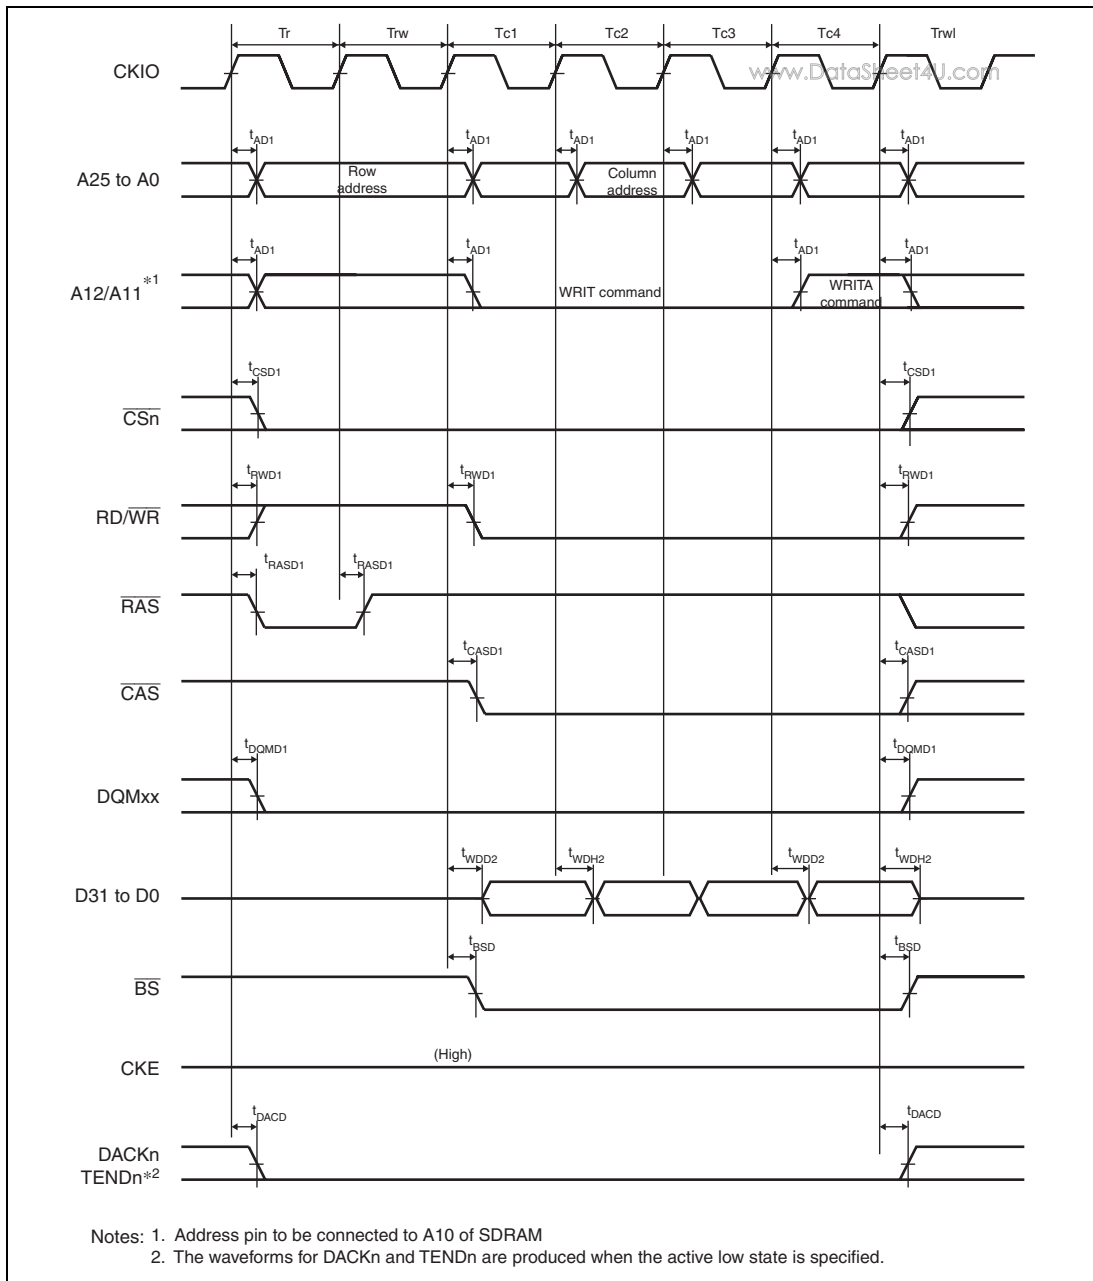 Tr Trw Tc1 Tc2 Tc3 Tc4 Trwl
CKIO
www.DataSheet4U.com
tAD1 tAD1 tAD1 tAD1 tAD1 tAD1
A25 to A0
Row address
Column address
tAD1 tAD1 tAD1 tAD1
A12/A11*1
WRIT command
WRITA command
tCSD1 tCSD1
CSn
tRWD1 tRWD1 tRWD1
RD/WR
tRASD1 tRASD1
RAS
tCASD1 tCASD1
CAS
tDQMD1 tDQMD1
DQMxx
tWDD2 tWDH2 tWDD2 tWDH2
D31 to D0
tBSD tBSD
BS
(High)
CKE
tDACD tDACD
DACKn
TENDn*2
Notes: 1. Address pin to be connected to A10 of SDRAM
2. The waveforms for DACKn and TENDn are produced when the active low state is specified.